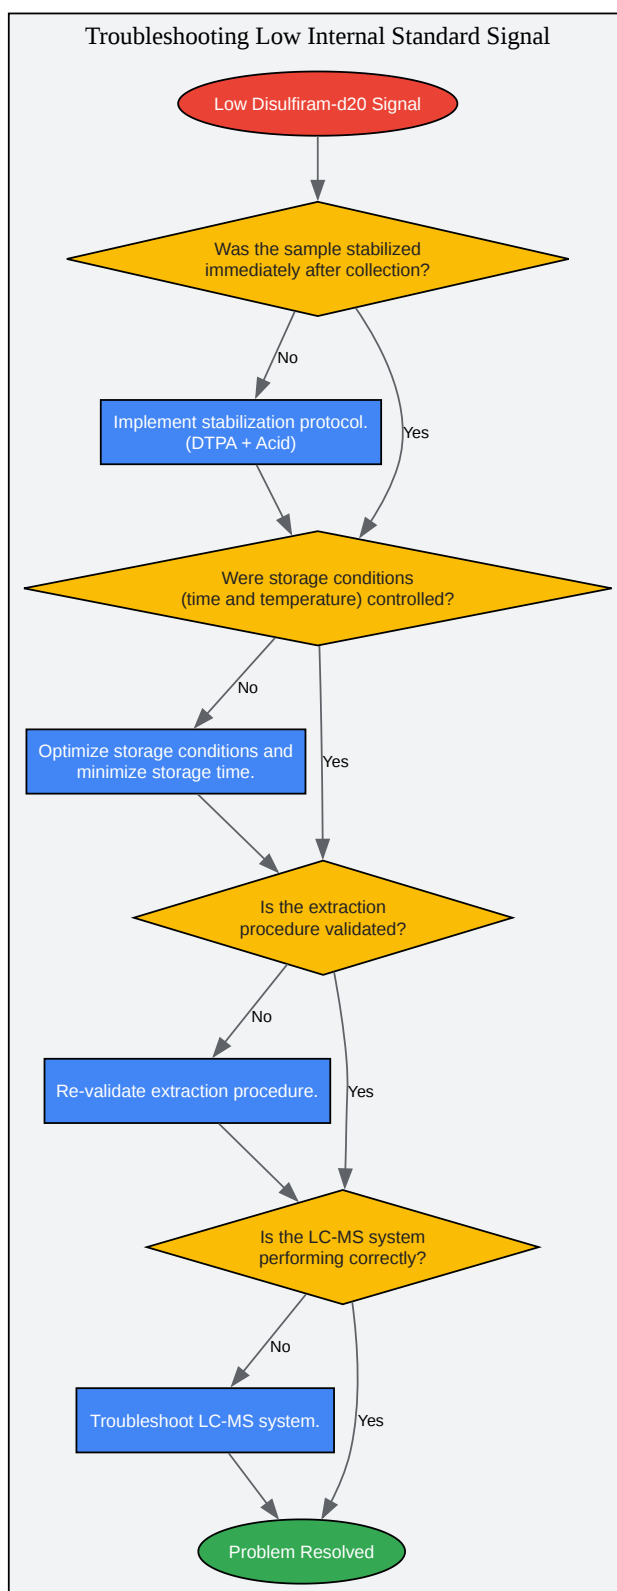 Troubleshooting Low Internal Standard Signal
Low Disulfiram-d20 Signal
Was the sample stabilized
immediately after collection?
No
Yes
Implement stabilization protocol.
(DTPA + Acid)
Were storage conditions
(time and temperature) controlled?
No
Yes
Optimize storage conditions and
minimize storage time.
Is the extraction
procedure validated?
No
Yes
Re-validate extraction procedure.
Is the LC-MS system
performing correctly?
No
Yes
Troubleshoot LC-MS system.
Problem Resolved